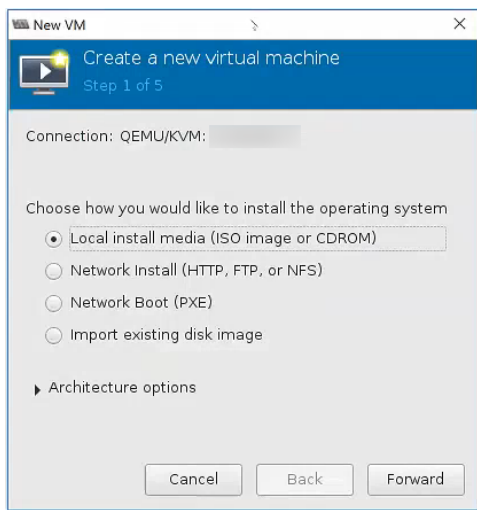 New VM
Create a new virtual machine
Step 1 of 5
Connection: QEMU/KVM:
Choose how you would like to install the operating system
Local install media (ISO image or CDROM)
Network Install (HTTP, FTP, or NFS)
Network Boot (PXE)
Import existing disk image
Architecture options
Cancel Back Forward